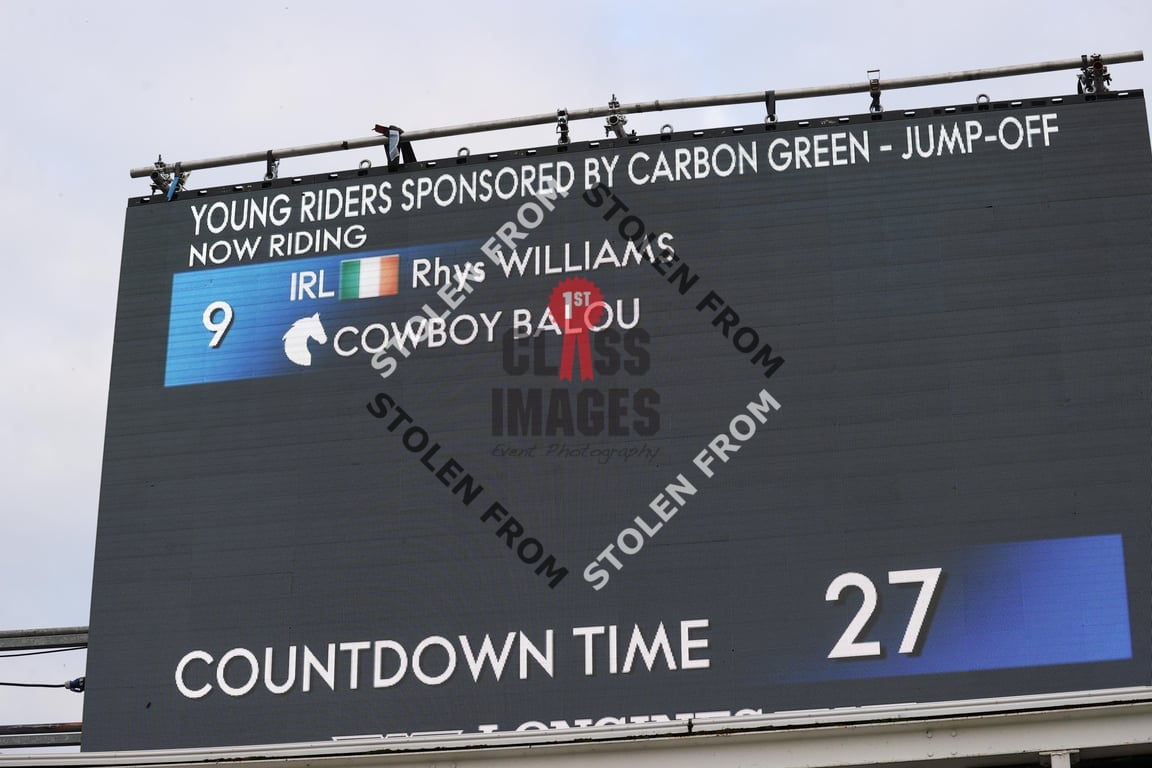 YOUNG RIDERS SPONSORED BY CARBON GREEN - JUMP-OFF
NOW RIDING
9
IRL Rhys WILLIAMS
COWBOY BALOU
STOLEN FROM
STOLEN FROM
1ST
CLASS
IMAGES
Event Photography
STOLEN FROM
STOLEN FROM
COUNTDOWN TIME 27
LONGINES